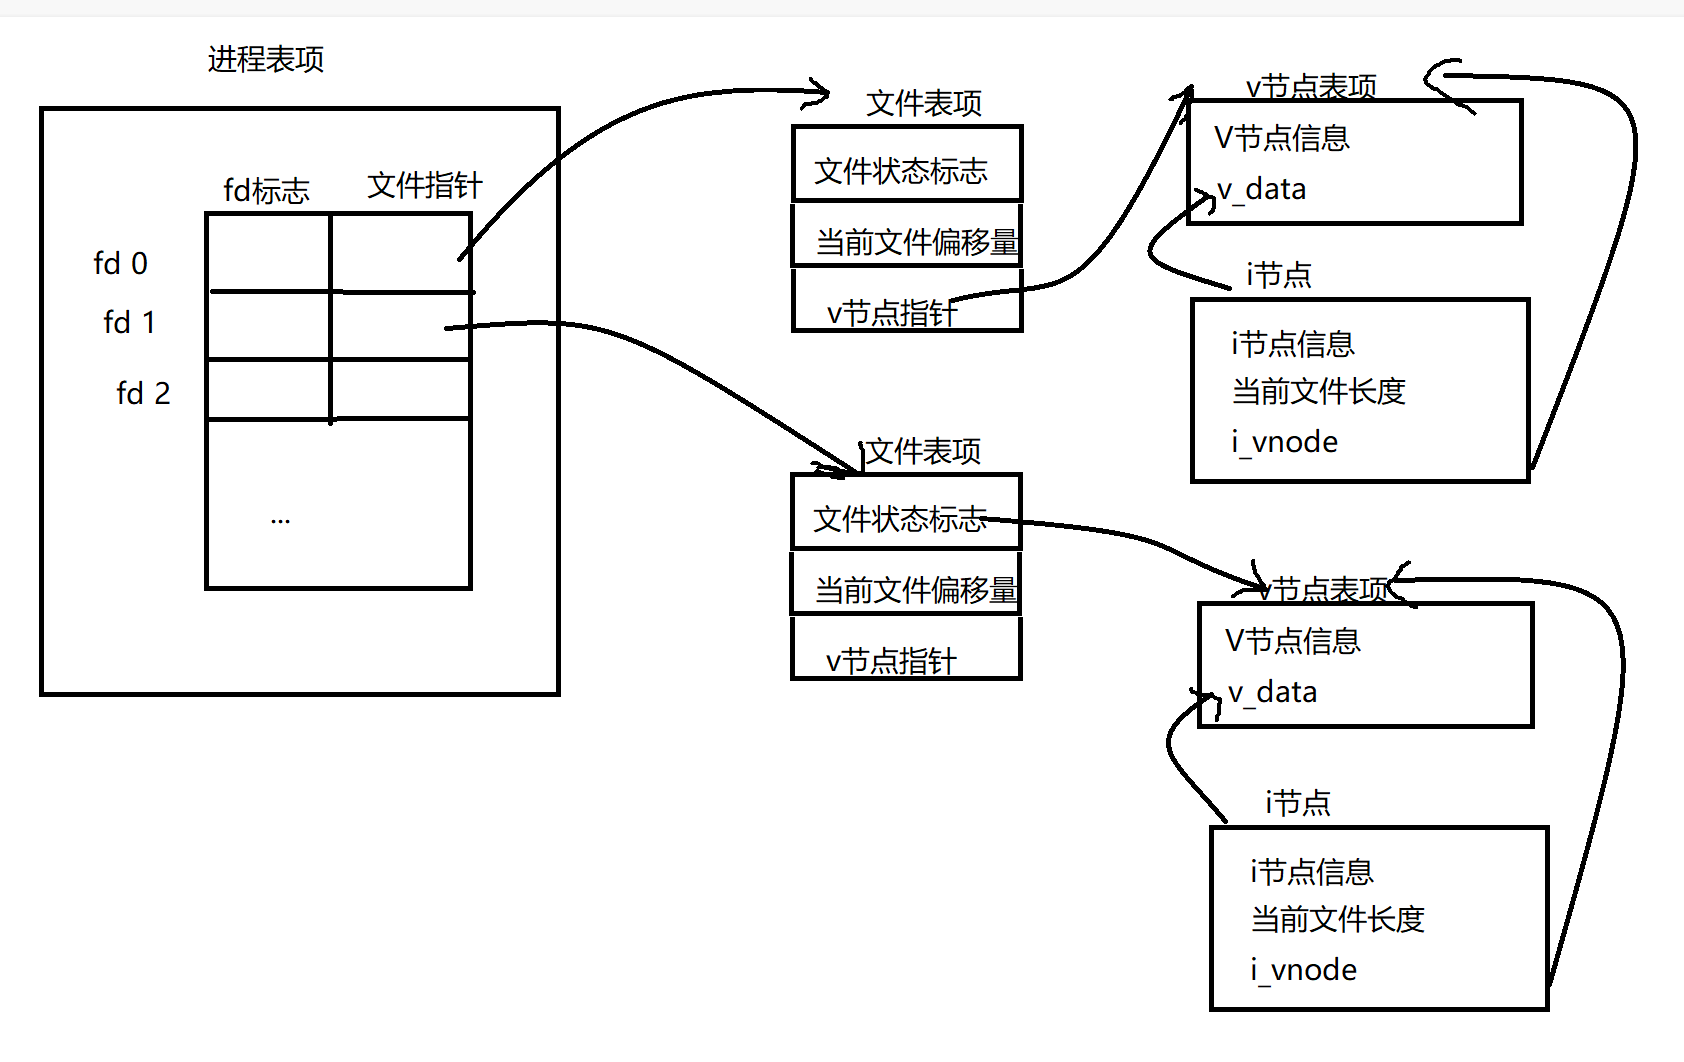 进程表项
fd标志 文件指针
fd 0
fd 1
fd 2
...
文件表项
文件状态标志
当前文件偏移量
v节点指针
文件表项
文件状态标志
当前文件偏移量
v节点指针
v节点表项
V节点信息
v_data
i节点
i节点信息
当前文件长度
i_vnode
v节点表项
V节点信息
v_data
i节点
i节点信息
当前文件长度
i_vnode